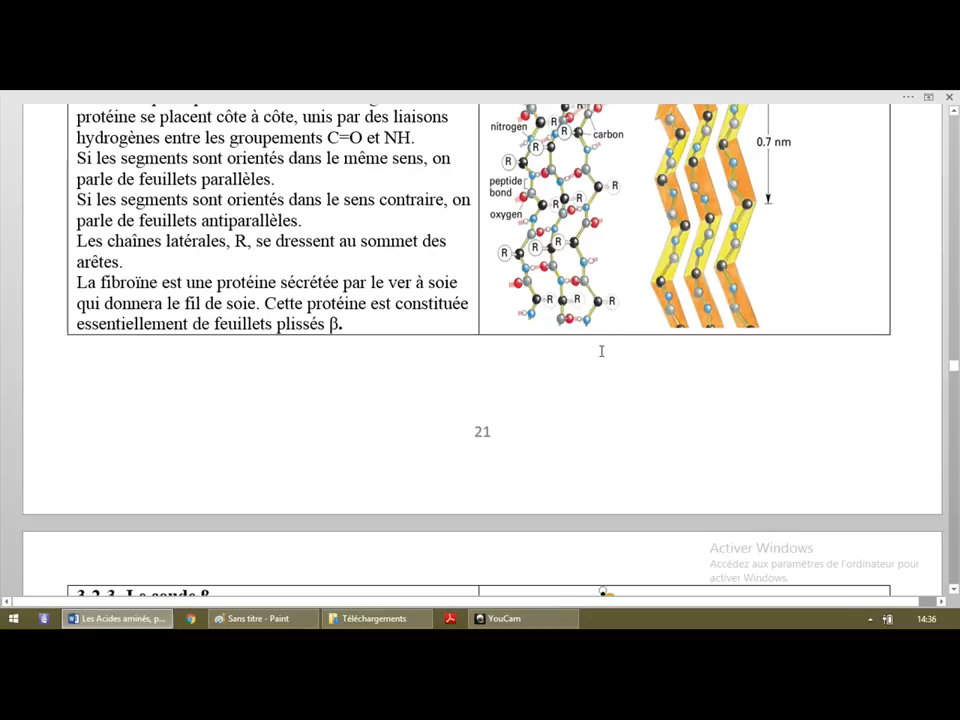 protéine se placent côte à côte, unis par des liaisons
hydrogènes entre les groupements C=O et NH.
Si les segments sont orientés dans le même sens, on
parle de feuillets parallèles.
Si les segments sont orientés dans le sens contraire, on
parle de feuillets antiparallèles.
Les chaînes latérales, R, se dressent au sommet des
arêtes.
La fibroïne est une protéine sécrétée par le ver à soie
qui donnera le fil de soie. Cette protéine est constituée
essentiellement de feuillets plissés β.
nitrogen
carbon
peptide
bond
oxygen
R
R
R
R
R
R
R
R
R
R
R
R
R
R
0.7 nm
21
Activer Windows
Accédez aux paramètres de l'ordinateur pour
activer Windows.
3.2.3. Le coude β
Les Acides aminés, p...
Sans titre - Paint
Téléchargements
YouCam
14:36